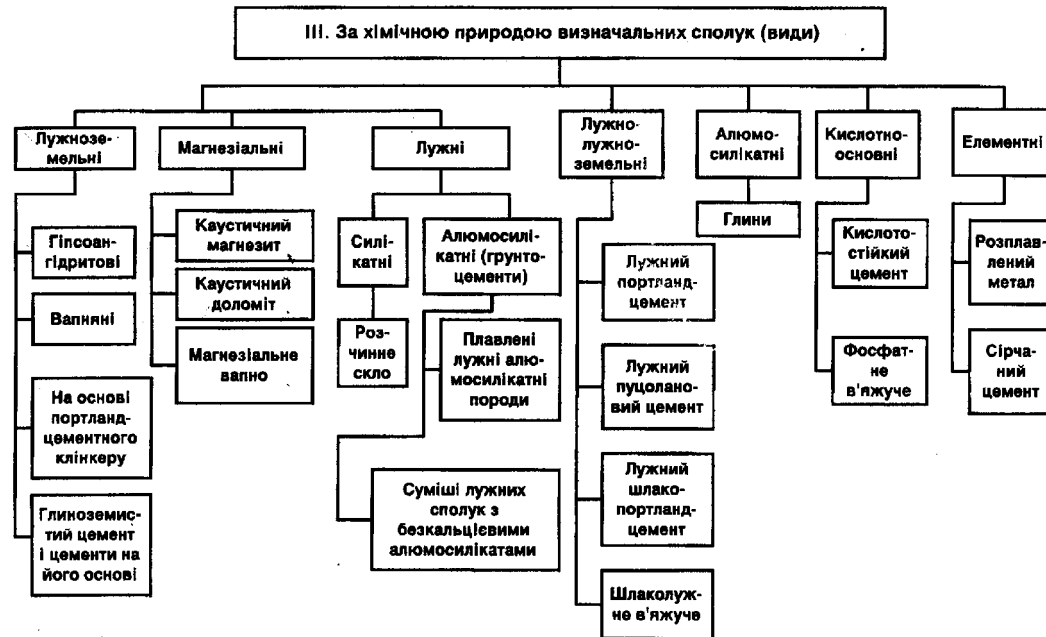 III. За хімічною природою визначальних сполук (види)
Лужнозе-
мельні
Магнезіальні
Лужні
Лужно-
лужно-
земельні
Алюмо-
силікатні
Кислотно-
основні
Елементні
Гіпсоан-
гідритові
Вапняні
На основі
портланд-
цементного
клінкеру
Глиноземис-
тий цемент
і цементи на
його основі
Каустичний
магнезит
Каустичний
доломіт
Магнезіальне
вапно
Силі-
катні
Роз-
чинне
скло
Алюмосилі-
катні (грунто-
цементи)
Плавлені
лужні алю-
мосилікатні
породи
Суміші лужних
сполук з
безкальцієвими
алюмосилікатами
Лужний
портланд-
цемент
Лужний
пуцолано-
вий цемент
Лужний
шлако-
портланд-
цемент
Шлаколуж-
не в'яжуче
Глини
Кислото-
стійкий
цемент
Фосфат-
не
в'яжуче
Розплав-
лений
метал
Сірча-
ний
цемент